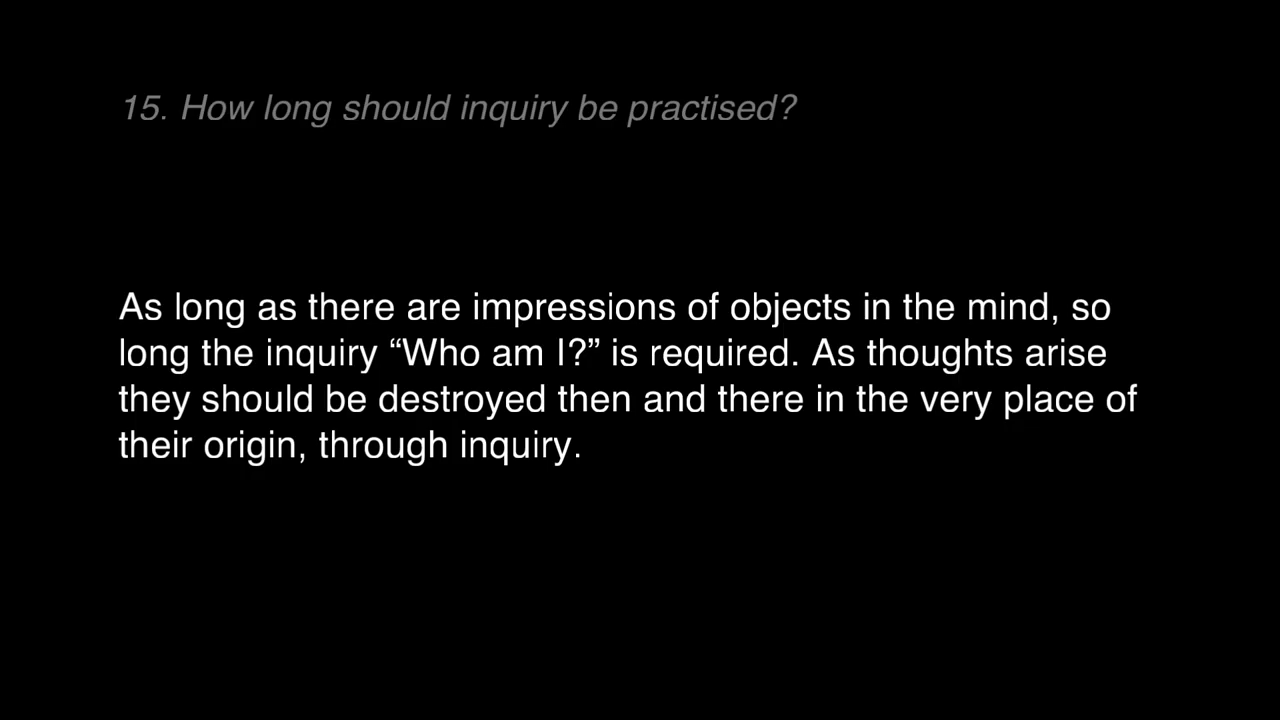 15. How long should inquiry be practised?
As long as there are impressions of objects in the mind, so
long the inquiry “Who am I?” is required. As thoughts arise
they should be destroyed then and there in the very place of
their origin, through inquiry.